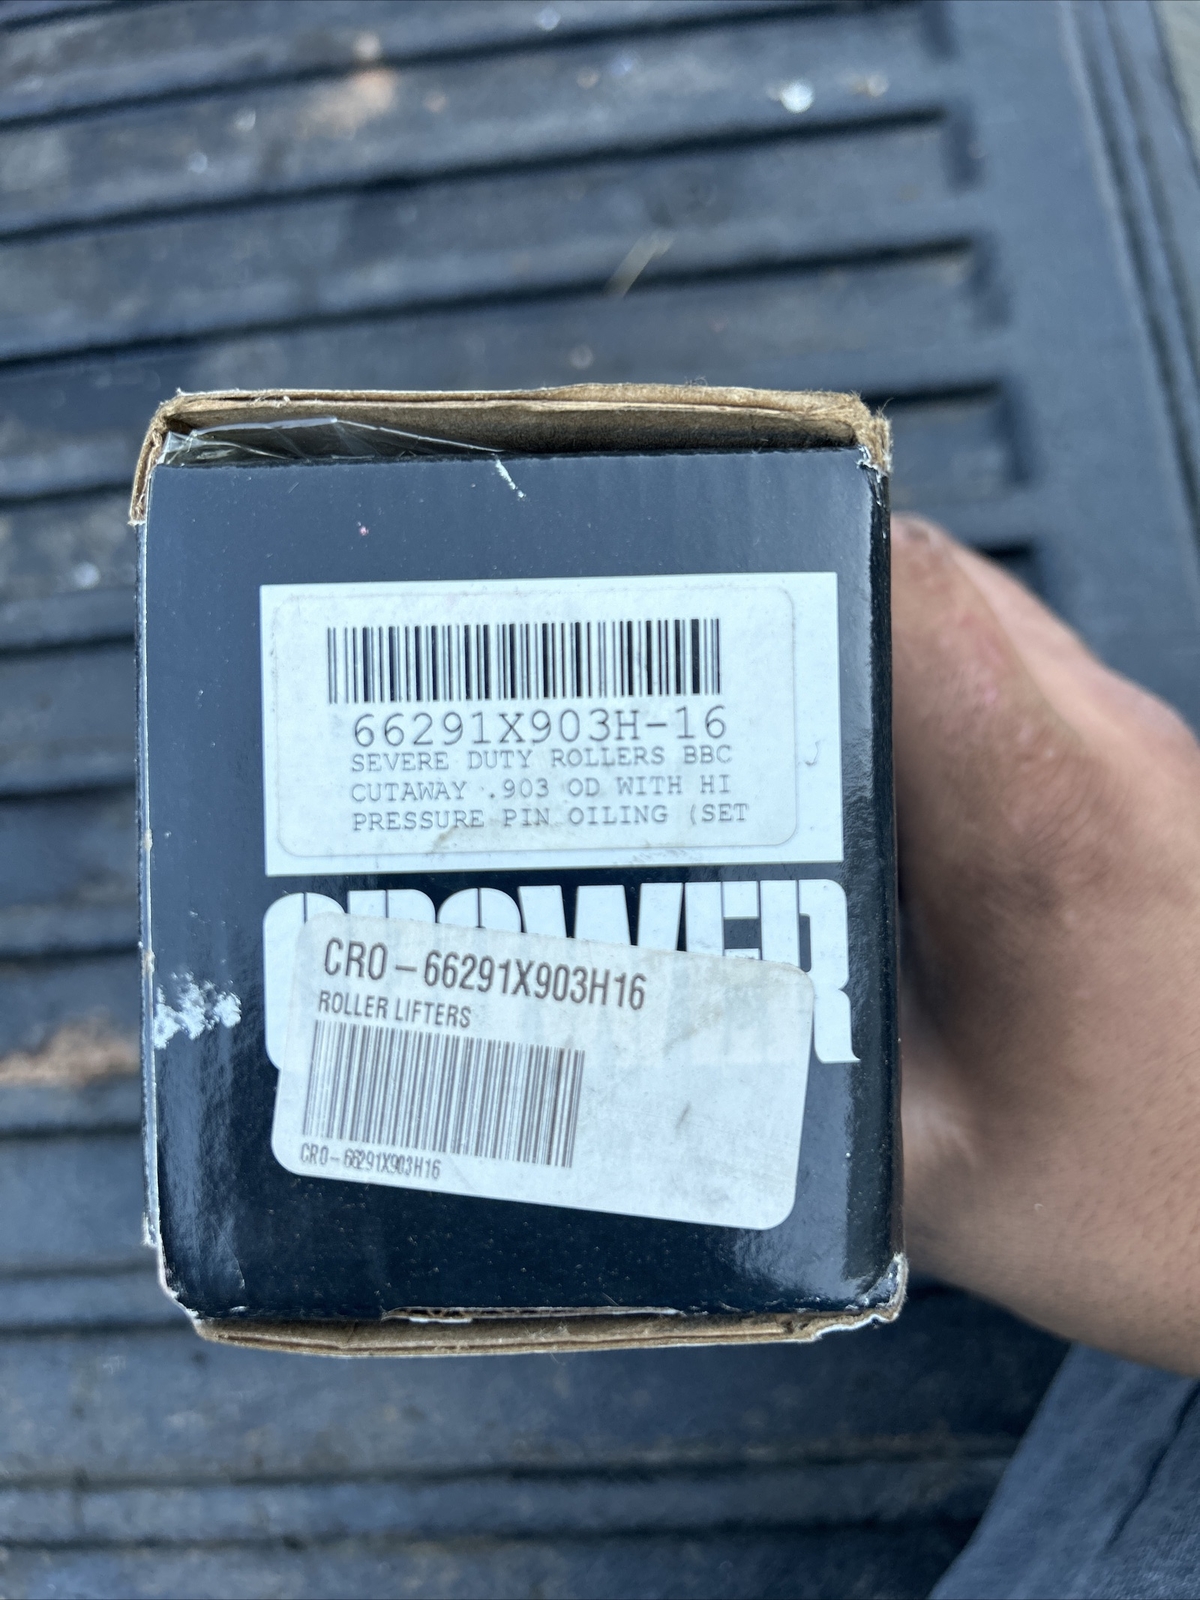 66291X903H-16
SEVERE DUTY ROLLERS BBC
CUTAWAY .903 OD WITH HI
PRESSURE PIN OILING (SET
CROWER
CRO-66291X903H16
ROLLER LIFTERS
CRO-66291X903H16